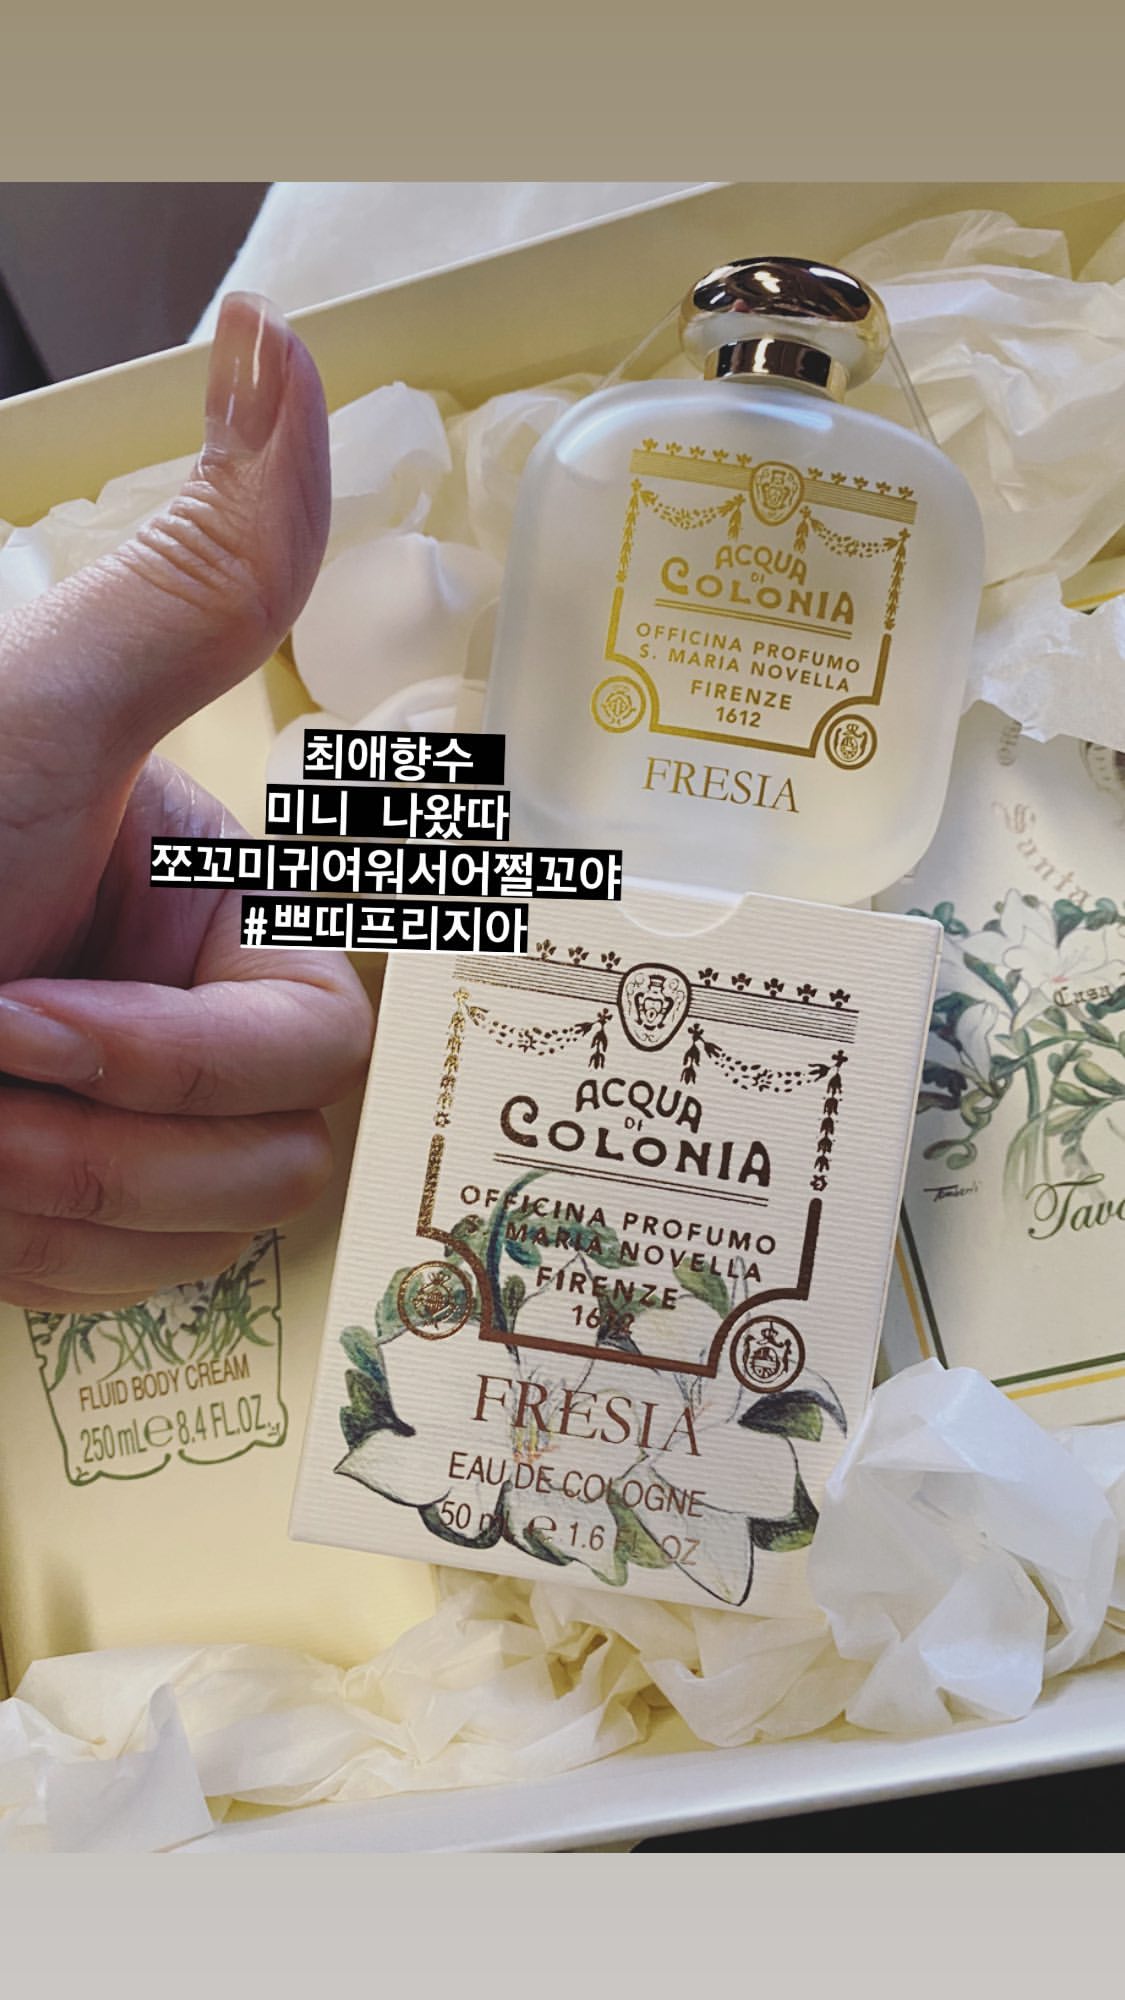 ACQUA
DI
COLONIA
OFFICINA PROFUMO
S. MARIA NOVELLA
FIRENZE
1612
FRESIA
최애향수
미니 나왔따
쪼꼬미귀여워서어쩔꼬야
#쁘띠프리지아
ACQUA
DI
COLONIA
OFFICINA PROFUMO
S. MARIA NOVELLA
FIRENZE
1612
FRESIA
EAU DE COLOGNE
50 mL e 1.6 FL. OZ
FLUID BODY CREAM
250 mL e 8.4 FL.OZ.
Santa
Casa